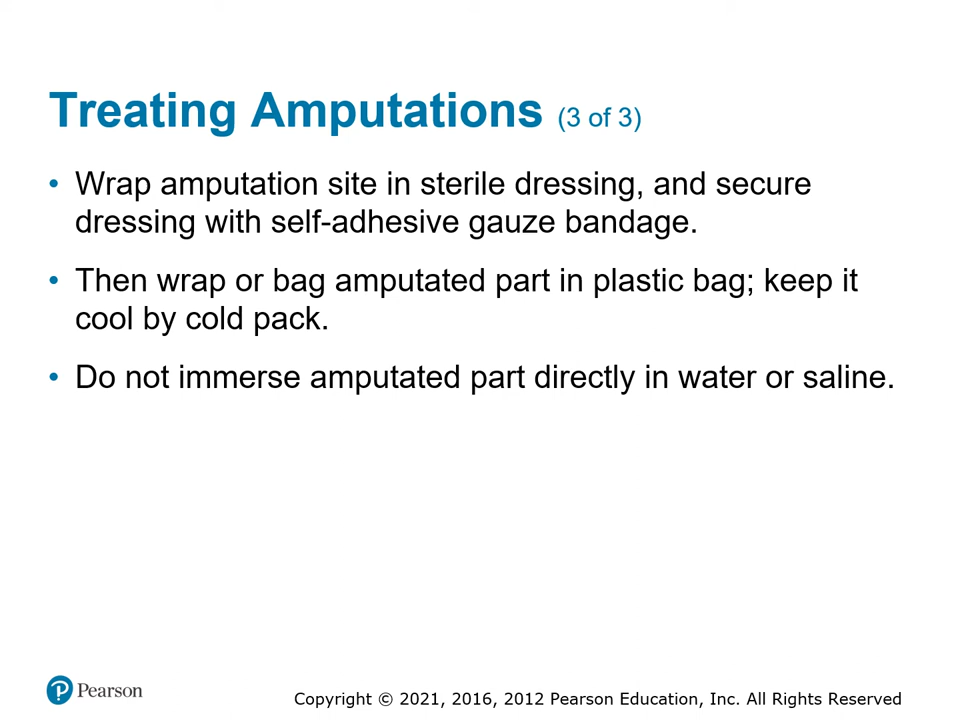 Treating Amputations (3 of 3)
• Wrap amputation site in sterile dressing, and secure
dressing with self-adhesive gauze bandage.
• Then wrap or bag amputated part in plastic bag; keep it
cool by cold pack.
• Do not immerse amputated part directly in water or saline.
Pearson
Copyright © 2021, 2016, 2012 Pearson Education, Inc. All Rights Reserved